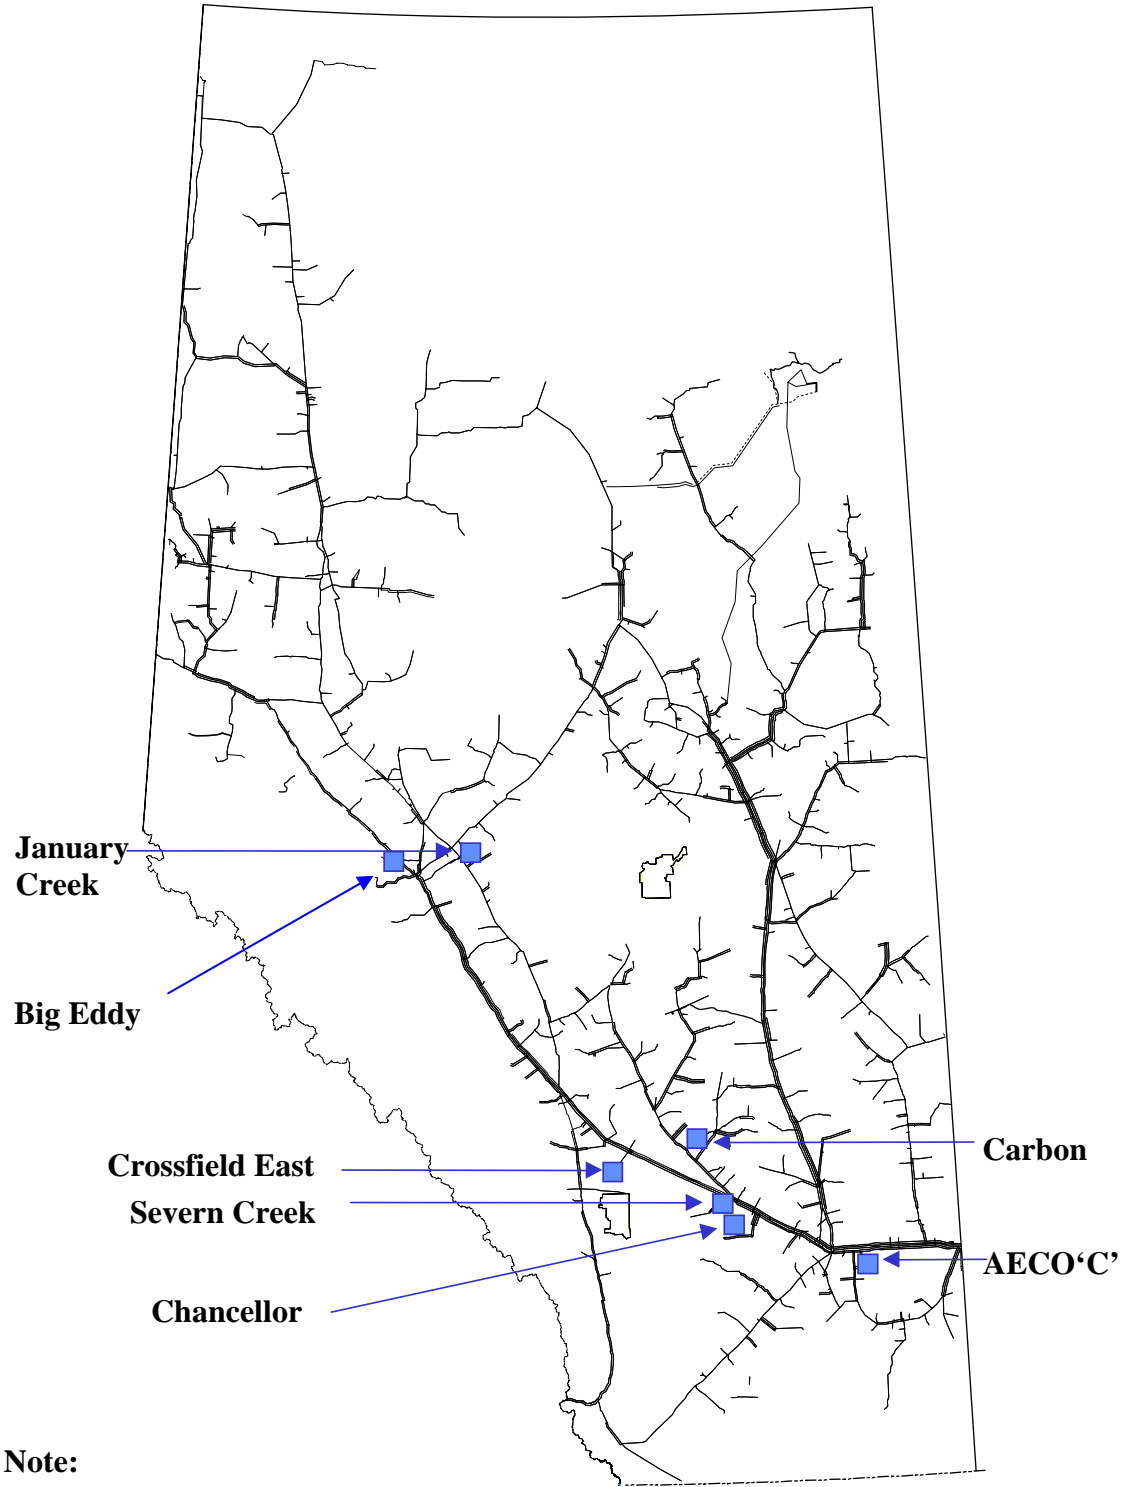 January
Creek
Big Eddy
Carbon
Crossfield East
Severn Creek
AECO‘C’
Chancellor
Note: